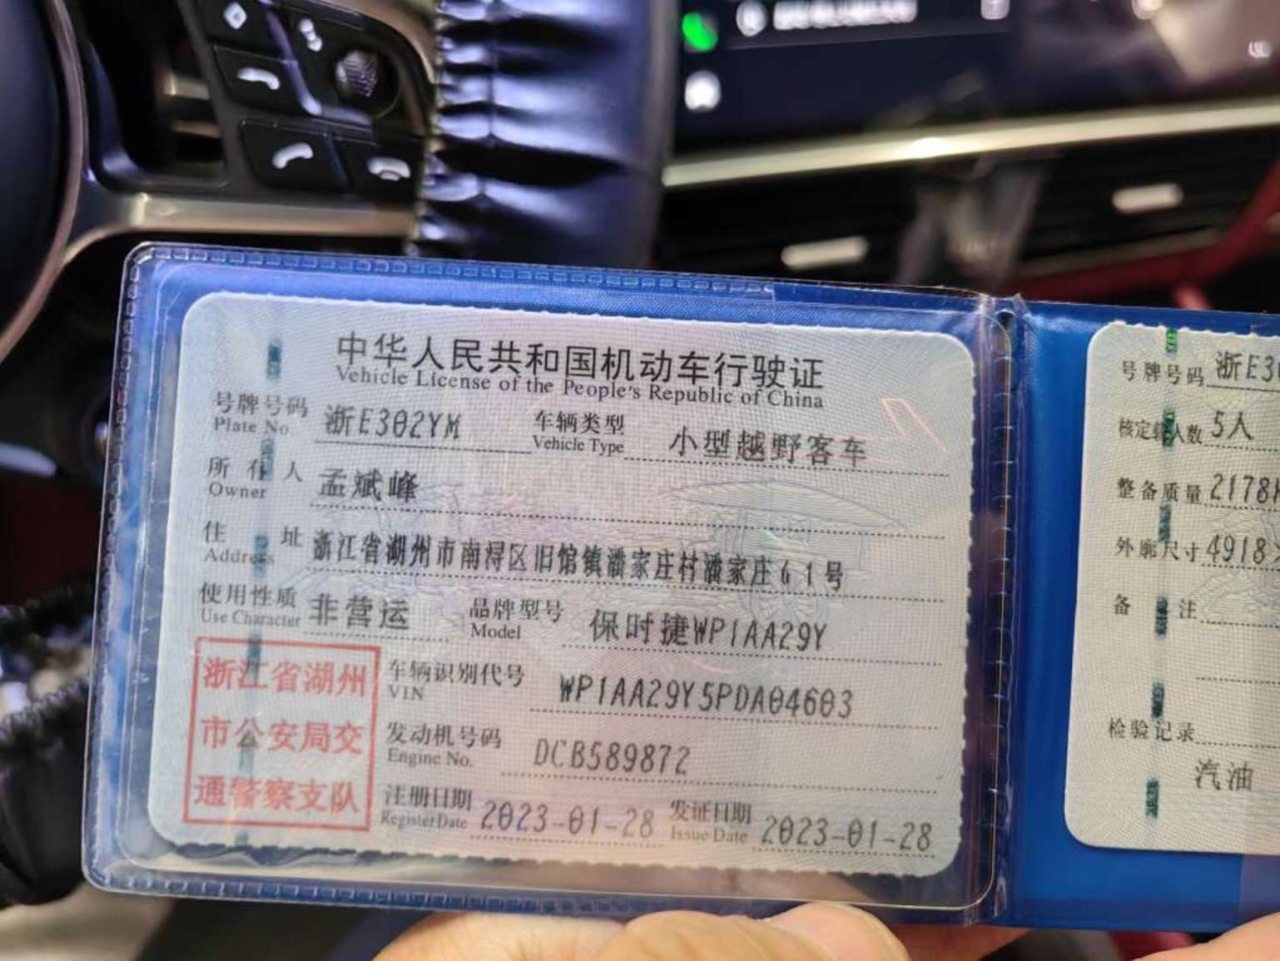 中华人民共和国机动车行驶证
Vehicle License of the People's Republic of China
号牌号码 浙E302YM 车辆类型 小型越野客车
Plate No. Vehicle Type
所有人 孟斌峰
Owner
住址 浙江省湖州市南浔区旧馆镇潘家庄村潘家庄61号
Address
使用性质 非营运 品牌型号 保时捷WP1AA29Y
Use Character Model
浙江省湖州
市公安局交
通警察支队
车辆识别代号 WP1AA29Y5PDA04603
VIN
发动机号码 DCB589872
Engine No.
注册日期 2023-01-28 发证日期 2023-01-28
Register Date Issue Date
号牌号码 浙E3
核定载人数 5人
整备质量 2178
外廓尺寸 4918
备注
检验记录
汽油